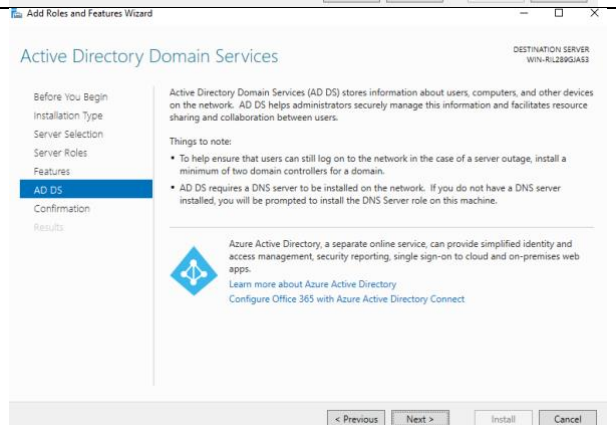 Add Roles and Features Wizard
Active Directory Domain Services
DESTINATION SERVER
WIN-RIL289GJAS3
Before You Begin
Installation Type
Server Selection
Server Roles
Features
AD DS
Confirmation
Results
Active Directory Domain Services (AD DS) stores information about users, computers, and other devices
on the network. AD DS helps administrators securely manage this information and facilitates resource
sharing and collaboration between users.
Things to note:
• To help ensure that users can still log on to the network in the case of a server outage, install a
minimum of two domain controllers for a domain.
• AD DS requires a DNS server to be installed on the network. If you do not have a DNS server
installed, you will be prompted to install the DNS Server role on this machine.
Azure Active Directory, a separate online service, can provide simplified identity and
access management, security reporting, single sign-on to cloud and on-premises web
apps.
Learn more about Azure Active Directory
Configure Office 365 with Azure Active Directory Connect
< Previous
Next >
Install
Cancel